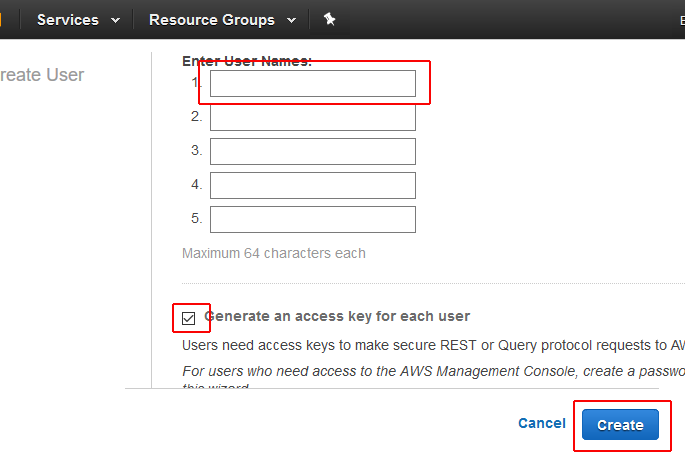 Services Resource Groups E
reate User
Enter User Names:
1.
2.
3.
4.
5.
Maximum 64 characters each
Generate an access key for each user
Users need access keys to make secure REST or Query protocol requests to AW
For users who need access to the AWS Management Console, create a passwo
this wizard
Cancel Create